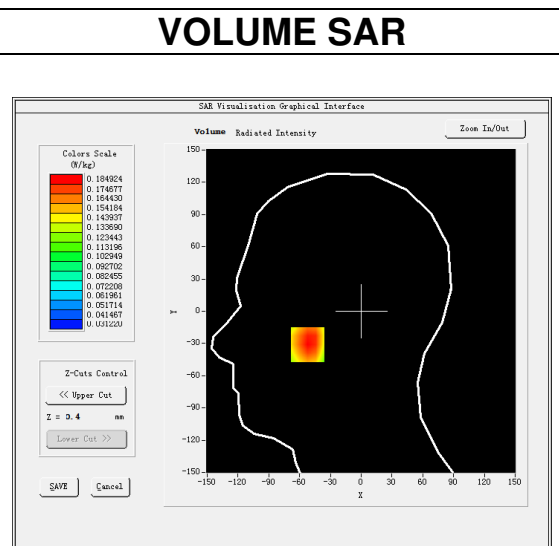 VOLUME SAR
SAR Visualisation Graphical Interface
Volume Radiated Intensity
Zoom In/Out
Colors Scale
(W/kg)
0.184924
0.174677
0.164430
0.154184
0.143937
0.133690
0.123443
0.113196
0.102949
0.092702
0.082455
0.072208
0.061961
0.051714
0.041467
0.031220
Z-Cuts Control
<< Upper Cut
Z = 0.4 mm
Lower Cut >>
SAVE Cancel
150
90
60
30
0
-30
-60
-90
-120
-150
Y
-150 -120 -90 -60 -30 0 30 60 90 120 150
X